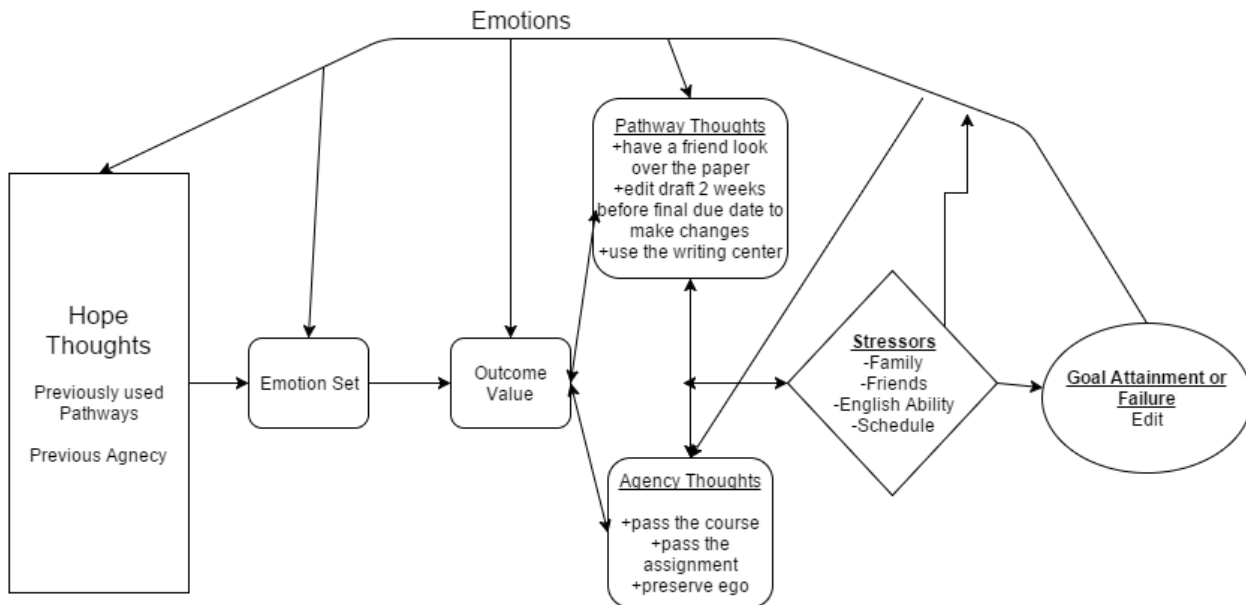 Emotions
Hope
Thoughts
Previously used
Pathways
Previous Agnecy
Emotion Set
Outcome
Value
Pathway Thoughts
+have a friend look
over the paper
+edit draft 2 weeks
before final due date to
make changes
+use the writing center
Agency Thoughts
+pass the course
+pass the
assignment
+preserve ego
Stressors
-Family
-Friends
-English Ability
-Schedule
Goal Attainment or
Failure
Edit